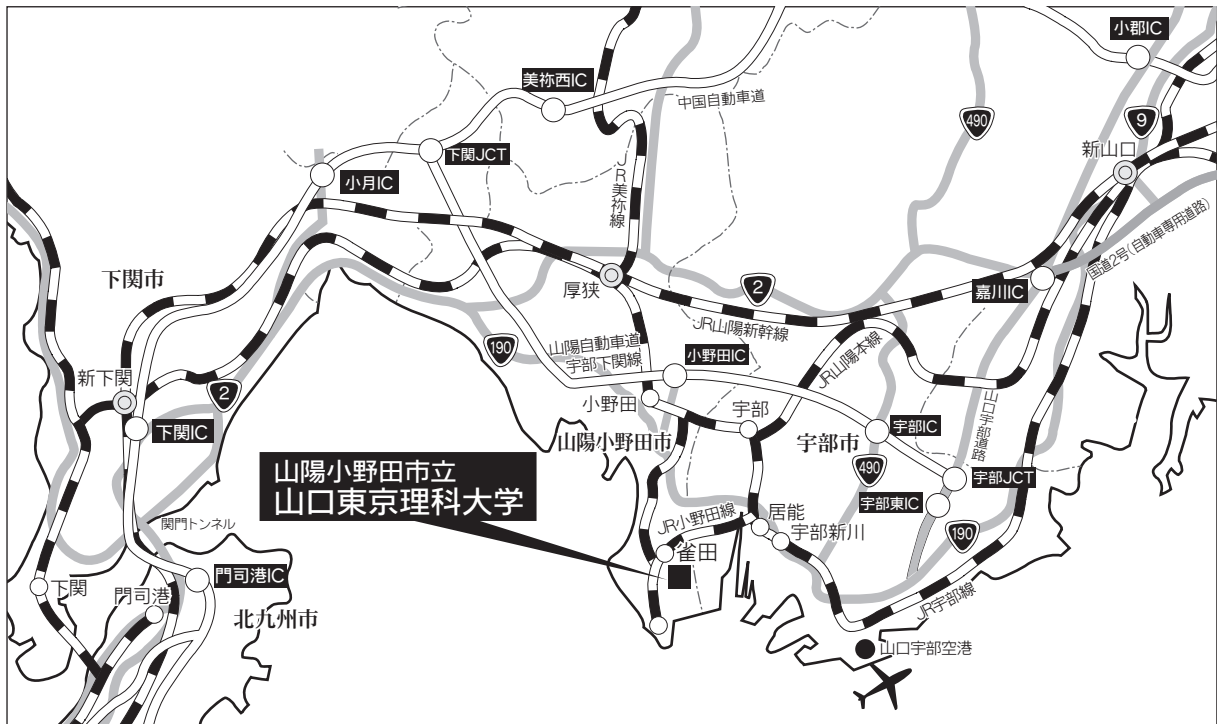 小郡IC
美祢西IC
中国自動車道
490
9
新山口
下関JCT
小月IC
JR美祢線
国道2号(自動車専用道路)
下関市
厚狭
2
嘉川IC
JR山陽新幹線
190
山陽自動車道
宇部下関線
小野田IC
JR山陽本線
新下関
2
小野田
宇部
山口宇部道路
下関IC
山陽小野田市
宇部市
宇部IC
490
宇部JCT
宇部東IC
山陽小野田市立
山口東京理科大学
関門トンネル
JR小野田線
居能
宇部新川
190
雀田
下関
門司港IC
門司港
北九州市
JR宇部線
山口宇部空港